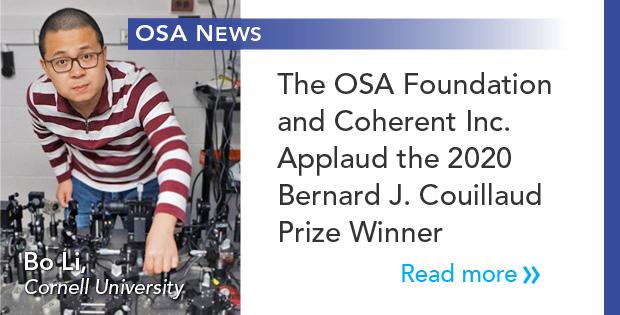 OSA NEWS
The OSA Foundation
and Coherent Inc.
Applaud the 2020
Bernard J. Couillaud
Prize Winner
Read more »
Bo Li,
Cornell University